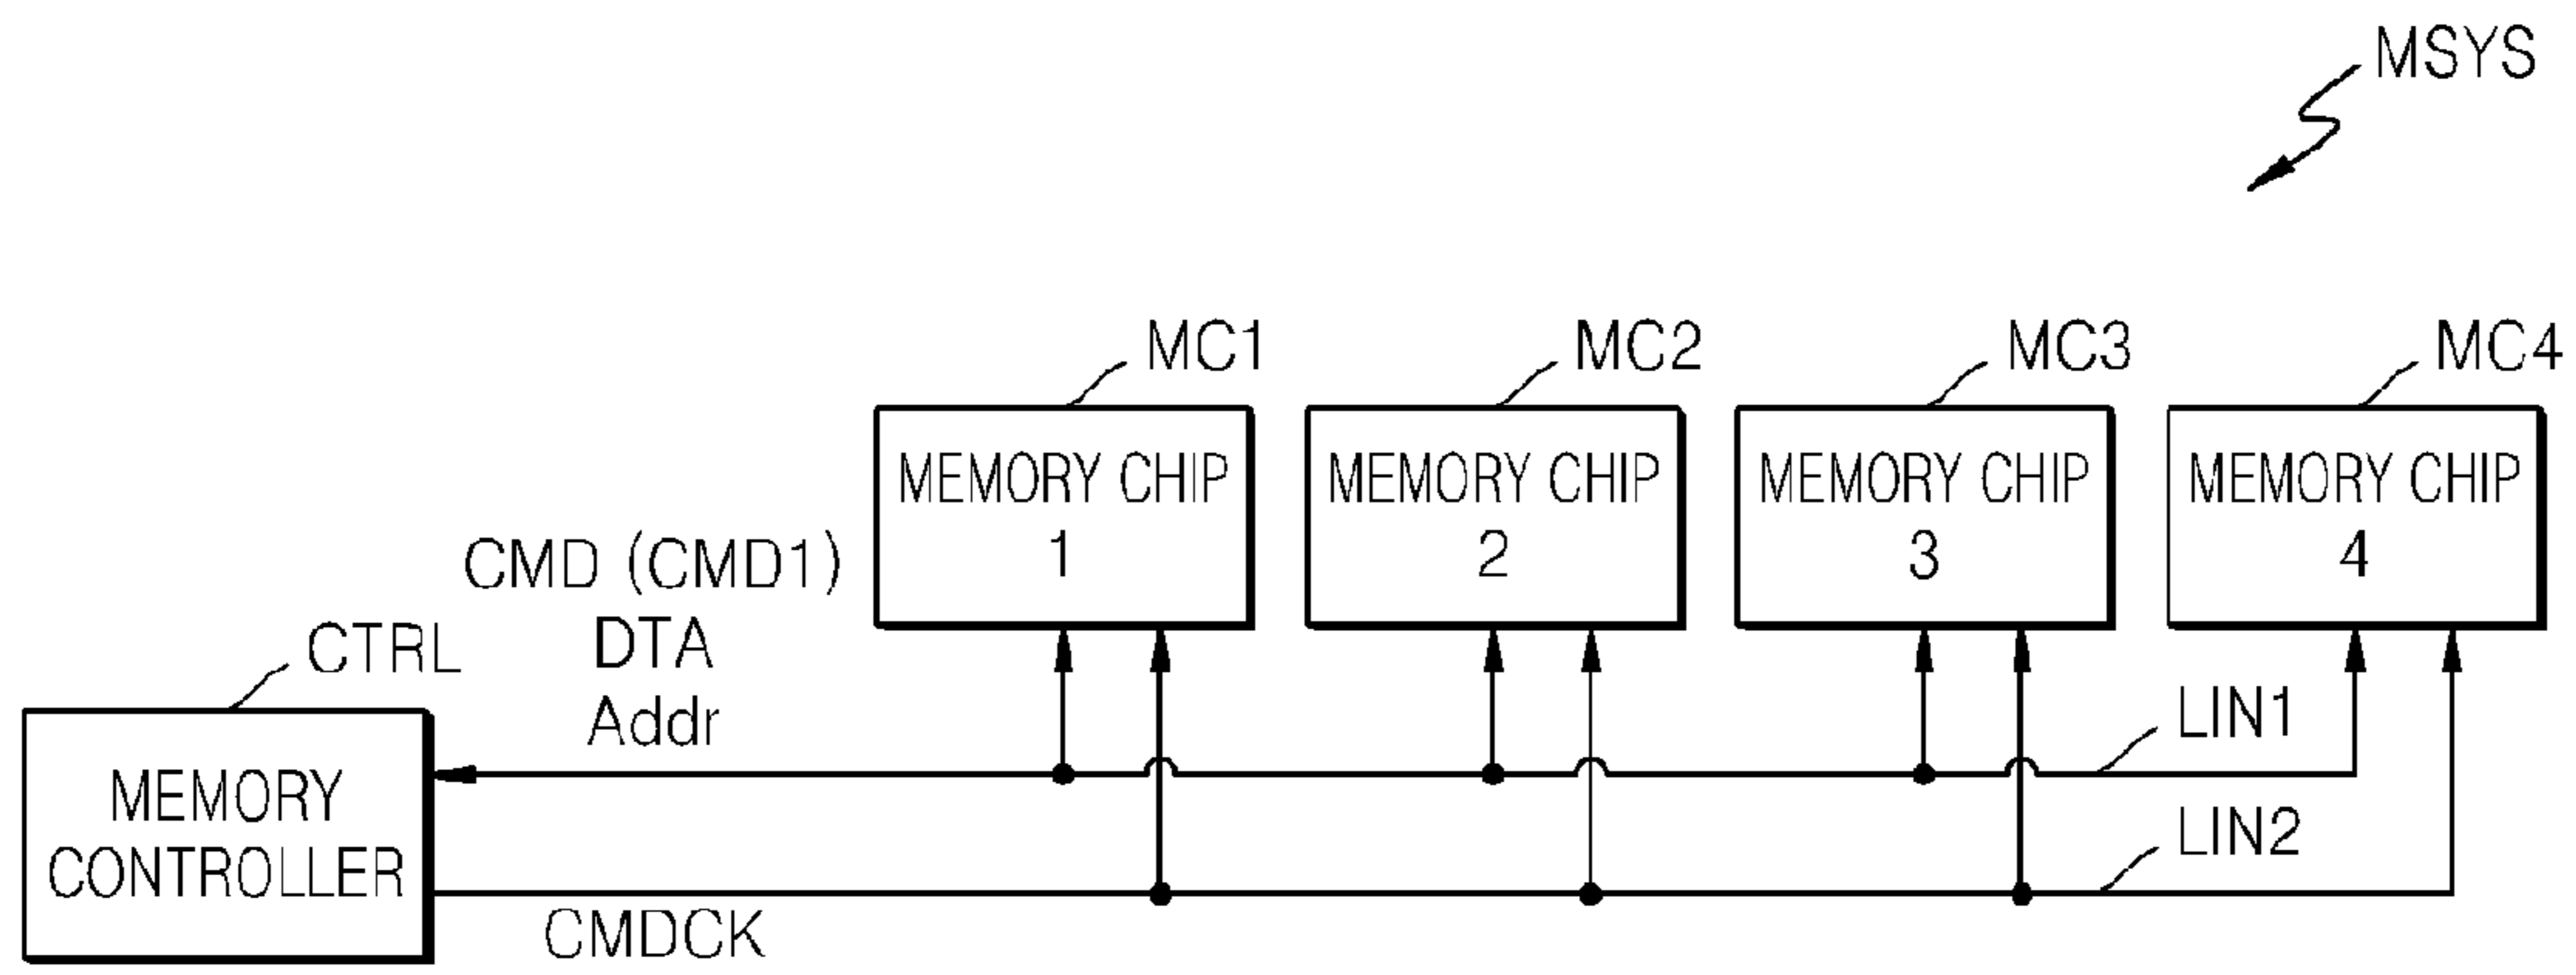 MSYS
MC1
MC2
MC3
MC4
MEMORY CHIP
1
MEMORY CHIP
2
MEMORY CHIP
3
MEMORY CHIP
4
CMD (CMD1)
DTA
Addr
CTRL
MEMORY
CONTROLLER
LIN1
LIN2
CMDCK